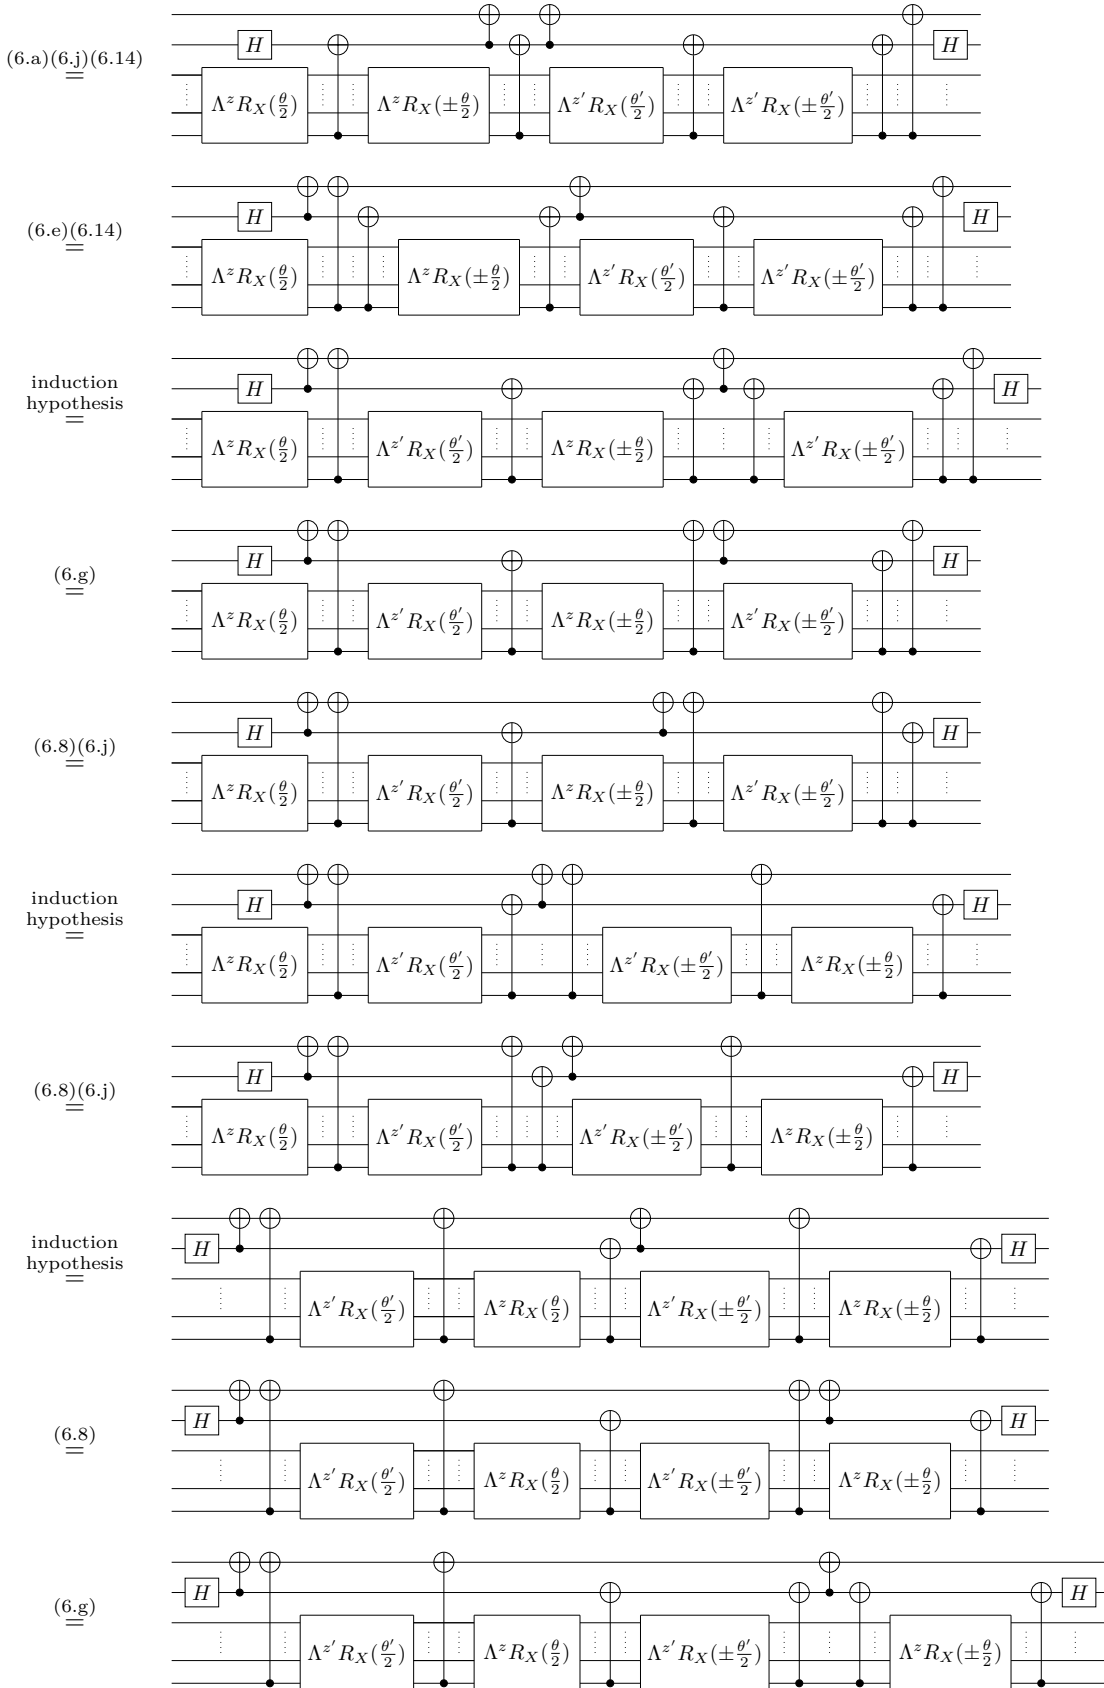 (6.a)(6.j)(6.14)
=
H H
Λ^z R_X(θ/2) Λ^z R_X(±θ/2) Λ^{z'} R_X(θ'/2) Λ^{z'} R_X(±θ'/2)
(6.e)(6.14)
=
H H
Λ^z R_X(θ/2) Λ^z R_X(±θ/2) Λ^{z'} R_X(θ'/2) Λ^{z'} R_X(±θ'/2)
induction
hypothesis
=
H H
Λ^z R_X(θ/2) Λ^{z'} R_X(θ'/2) Λ^z R_X(±θ/2) Λ^{z'} R_X(±θ'/2)
(6.g)
=
H H
Λ^z R_X(θ/2) Λ^{z'} R_X(θ'/2) Λ^z R_X(±θ/2) Λ^{z'} R_X(±θ'/2)
(6.8)(6.j)
=
H H
Λ^z R_X(θ/2) Λ^{z'} R_X(θ'/2) Λ^z R_X(±θ/2) Λ^{z'} R_X(±θ'/2)
induction
hypothesis
=
H H
Λ^z R_X(θ/2) Λ^{z'} R_X(θ'/2) Λ^{z'} R_X(±θ'/2) Λ^z R_X(±θ/2)
(6.8)(6.j)
=
H H
Λ^z R_X(θ/2) Λ^{z'} R_X(θ'/2) Λ^{z'} R_X(±θ'/2) Λ^z R_X(±θ/2)
induction
hypothesis
=
H H
Λ^{z'} R_X(θ'/2) Λ^z R_X(θ/2) Λ^{z'} R_X(±θ'/2) Λ^z R_X(±θ/2)
(6.8)
=
H H
Λ^{z'} R_X(θ'/2) Λ^z R_X(θ/2) Λ^{z'} R_X(±θ'/2) Λ^z R_X(±θ/2)
(6.g)
=
H H
Λ^{z'} R_X(θ'/2) Λ^z R_X(θ/2) Λ^{z'} R_X(±θ'/2) Λ^z R_X(±θ/2)